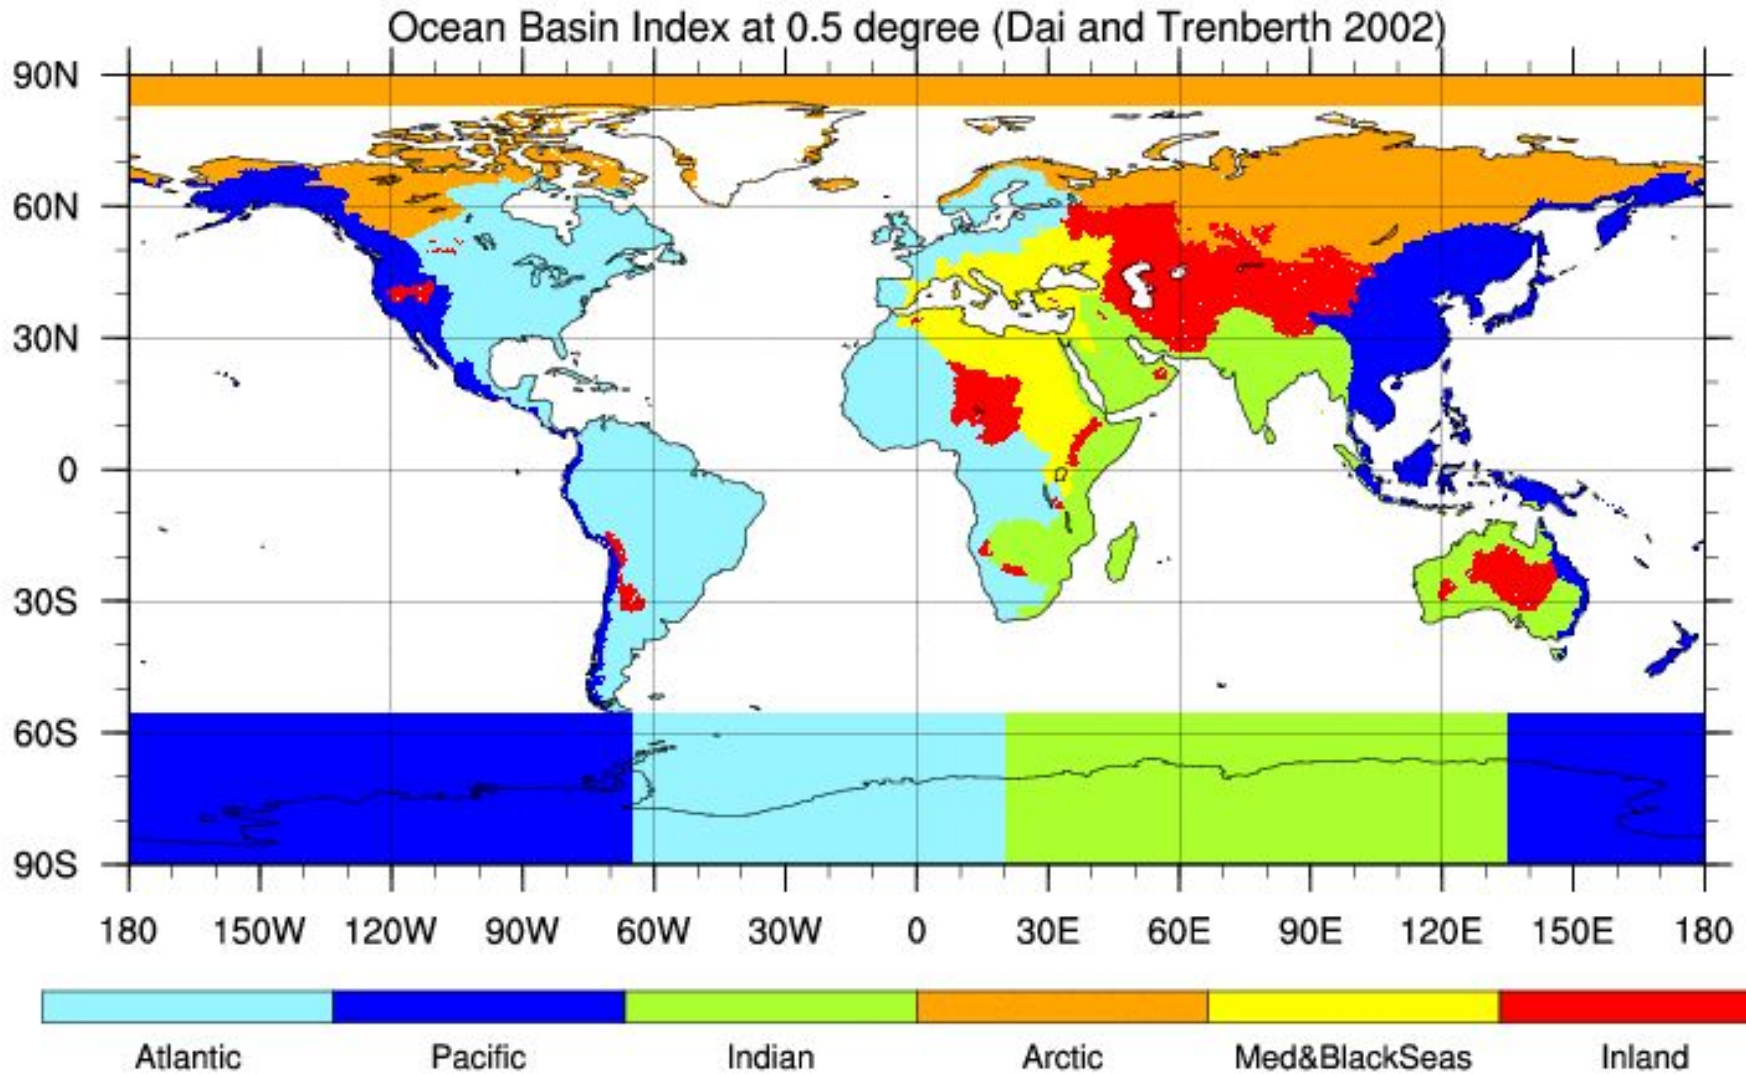 Ocean Basin Index at 0.5 degree (Dai and Trenberth 2002)
90N
60N
30N
0
30S
60S
90S
180 150W 120W 90W 60W 30W 0 30E 60E 90E 120E 150E 180
Atlantic Pacific Indian Arctic Med&BlackSeas Inland